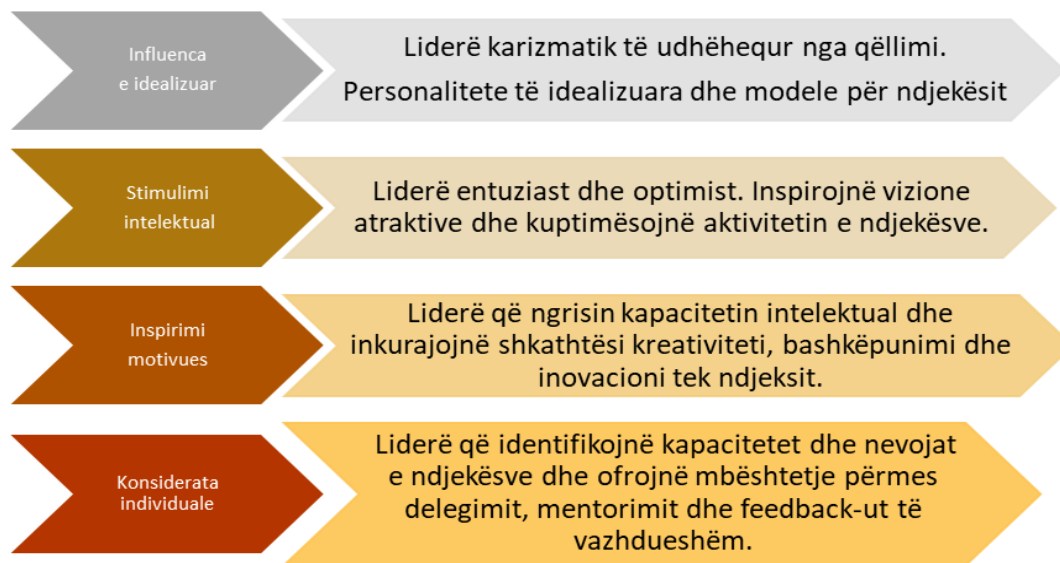 Influenca
e idealizuar
Liderë karizmatik të udhëhequr nga qëllimi.
Personalitete të idealizuara dhe modele për ndjekësit
Stimulimi
intelektual
Liderë entuziast dhe optimist. Inspirojnë vizione
atraktive dhe kuptimësojnë aktivitetin e ndjekësve.
Inspirimi
motivues
Liderë që ngrisin kapacitetin intelektual dhe
inkurajojnë shkathtësi kreativiteti, bashkëpunimi dhe
inovacioni tek ndjeksit.
Konsiderata
individuale
Liderë që identifikojnë kapacitetet dhe nevojat
e ndjekësve dhe ofrojnë mbështetje përmes
delegimit, mentorimit dhe feedback-ut të
vazhdueshëm.